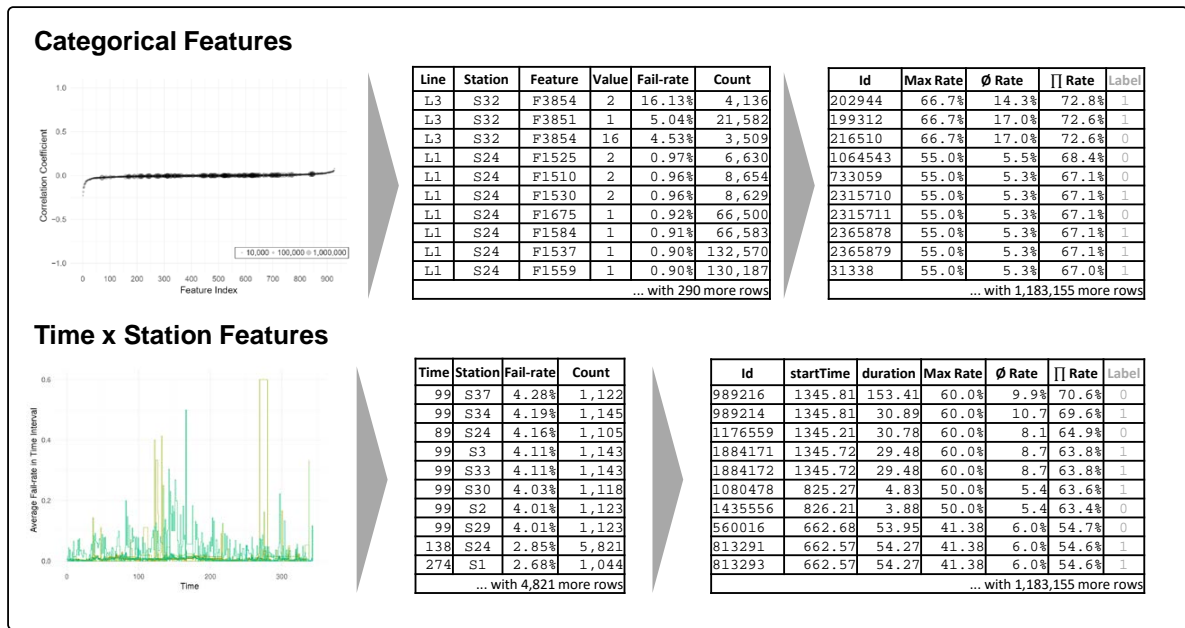 Categorical Features
1.0
0.5
0.0
−0.5
−1.0
Correlation Coefficient
0 100 200 300 400 500 600 700 800 900
Feature Index
10,000 100,000 1,000,000
Line Station Feature Value Fail-rate Count
L3 S32 F3854 2 16.13% 4,136
L3 S32 F3851 1 5.04% 21,582
L3 S32 F3854 16 4.53% 3,509
L1 S24 F1525 2 0.97% 6,630
L1 S24 F1510 2 0.96% 8,654
L1 S24 F1530 2 0.96% 8,629
L1 S24 F1675 1 0.92% 66,500
L1 S24 F1584 1 0.91% 66,583
L1 S24 F1537 1 0.90% 132,570
L1 S24 F1559 1 0.90% 130,187
... with 290 more rows
Id Max Rate Ø Rate ∏ Rate Label
202944 66.7% 14.3% 72.8% 1
199312 66.7% 17.0% 72.6% 1
216510 66.7% 17.0% 72.6% 0
1064543 55.0% 5.5% 68.4% 0
733059 55.0% 5.3% 67.1% 0
2315710 55.0% 5.3% 67.1% 1
2315711 55.0% 5.3% 67.1% 0
2365878 55.0% 5.3% 67.1% 1
2365879 55.0% 5.3% 67.1% 1
31338 55.0% 5.3% 67.0% 1
... with 1,183,155 more rows
Time x Station Features
0.6
0.4
0.2
0.0
Average Fail-rate in Time Interval
0 100 200 300
Time
Time Station Fail-rate Count
99 S37 4.28% 1,122
99 S34 4.19% 1,145
89 S24 4.16% 1,105
99 S3 4.11% 1,143
99 S33 4.11% 1,143
99 S30 4.03% 1,118
99 S2 4.01% 1,123
99 S29 4.01% 1,123
138 S24 2.85% 5,821
274 S1 2.68% 1,044
... with 4,821 more rows
Id startTime duration Max Rate Ø Rate ∏ Rate Label
989216 1345.81 153.41 60.0% 9.9% 70.6% 0
989214 1345.81 30.89 60.0% 10.7 69.6% 1
1176559 1345.21 30.78 60.0% 8.1 64.9% 0
1884171 1345.72 29.48 60.0% 8.7 63.8% 1
1884172 1345.72 29.48 60.0% 8.7 63.8% 1
1080478 825.27 4.83 50.0% 5.4 63.6% 1
1435556 826.21 3.88 50.0% 5.4 63.4% 0
560016 662.68 53.95 41.38 6.0% 54.7% 0
813291 662.57 54.27 41.38 6.0% 54.6% 1
813293 662.57 54.27 41.38 6.0% 54.6% 1
... with 1,183,155 more rows